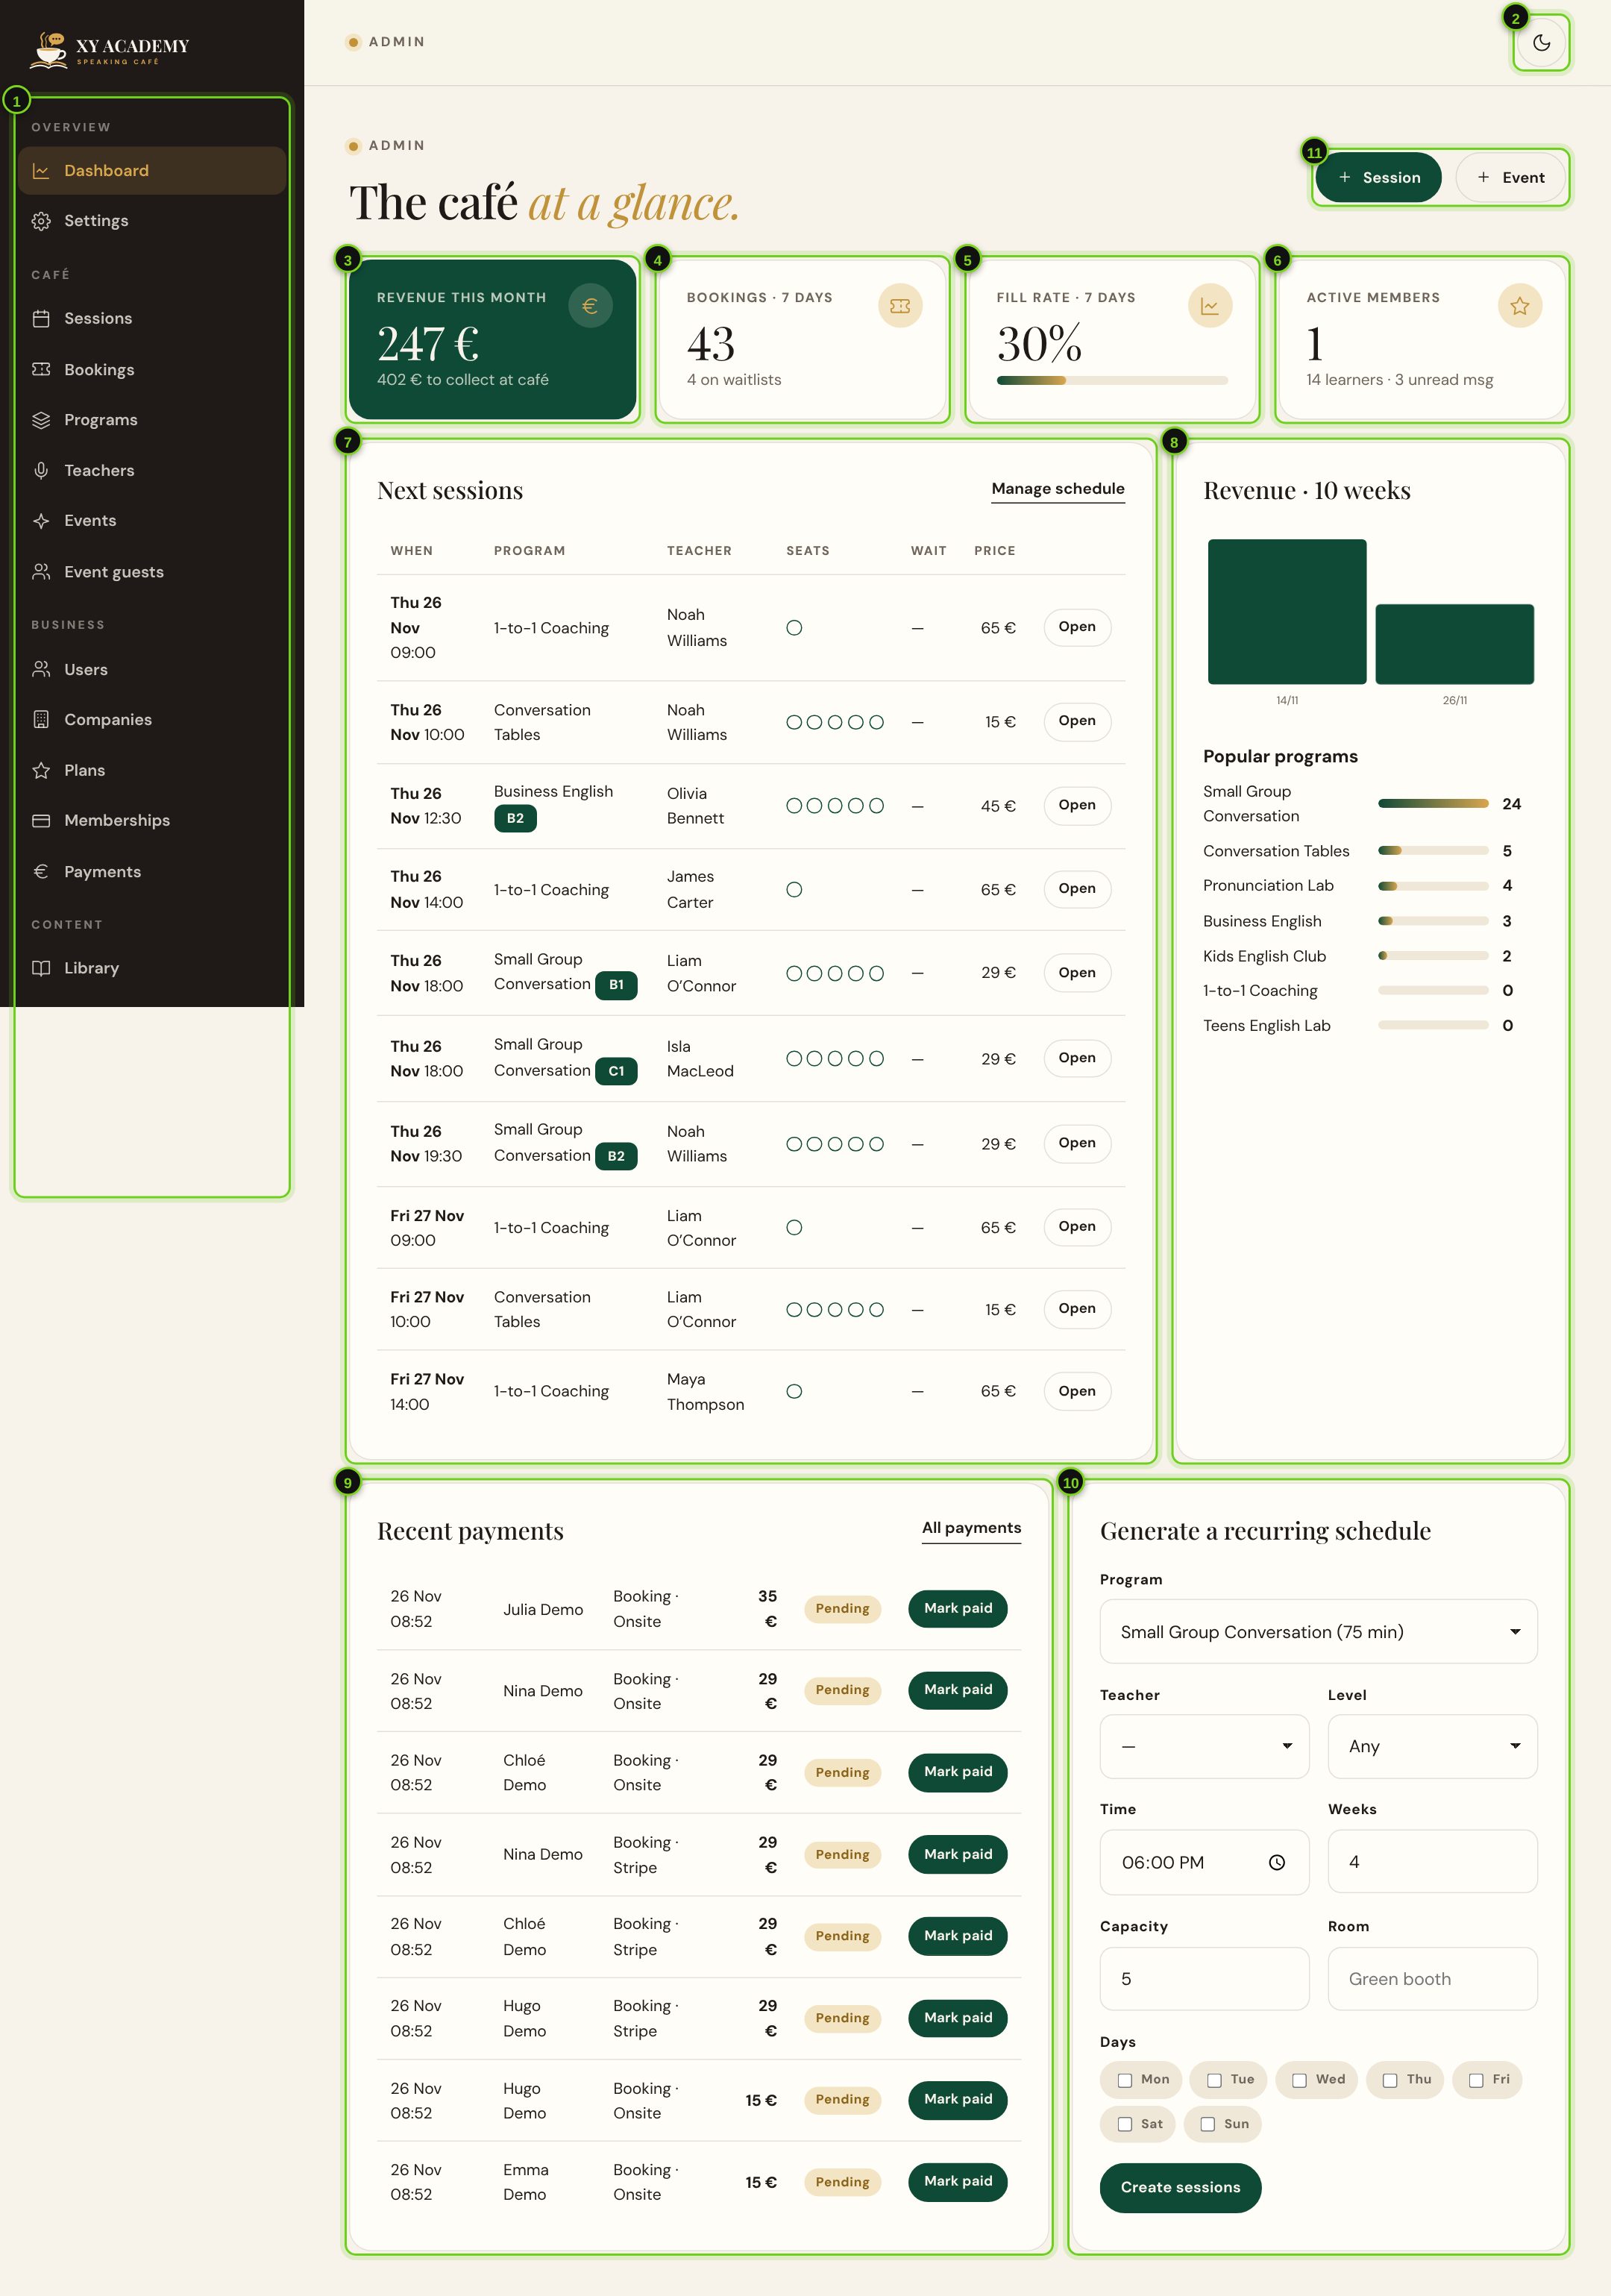 XY ACADEMY
SPEAKING CAFÉ
1
OVERVIEW
Dashboard
Settings
CAFÉ
Sessions
Bookings
Programs
Teachers
Events
Event guests
BUSINESS
Users
Companies
Plans
Memberships
Payments
CONTENT
Library
ADMIN
2
ADMIN
The café at a glance.
11
+ Session
+ Event
3
REVENUE THIS MONTH
€
247 €
402 € to collect at café
4
BOOKINGS · 7 DAYS
43
4 on waitlists
5
FILL RATE · 7 DAYS
30%
6
ACTIVE MEMBERS
1
14 learners · 3 unread msg
7
Next sessions
Manage schedule
WHEN PROGRAM TEACHER SEATS WAIT PRICE
Thu 26
Nov
09:00
1-to-1 Coaching
Noah
Williams
—
65 €
Open
Thu 26
Nov 10:00
Conversation
Tables
Noah
Williams
—
15 €
Open
Thu 26
Nov 12:30
Business English
B2
Olivia
Bennett
—
45 €
Open
Thu 26
Nov 14:00
1-to-1 Coaching
James
Carter
—
65 €
Open
Thu 26
Nov 18:00
Small Group
Conversation B1
Liam
O’Connor
—
29 €
Open
Thu 26
Nov 18:00
Small Group
Conversation C1
Isla
MacLeod
—
29 €
Open
Thu 26
Nov 19:30
Small Group
Conversation B2
Noah
Williams
—
29 €
Open
Fri 27 Nov
09:00
1-to-1 Coaching
Liam
O’Connor
—
65 €
Open
Fri 27 Nov
10:00
Conversation
Tables
Liam
O’Connor
—
15 €
Open
Fri 27 Nov
14:00
1-to-1 Coaching
Maya
Thompson
—
65 €
Open
8
Revenue · 10 weeks
14/11 26/11
Popular programs
Small Group
Conversation
24
Conversation Tables 5
Pronunciation Lab 4
Business English 3
Kids English Club 2
1-to-1 Coaching 0
Teens English Lab 0
9
Recent payments
All payments
26 Nov
08:52
Julia Demo
Booking ·
Onsite
35
€
Pending
Mark paid
26 Nov
08:52
Nina Demo
Booking ·
Onsite
29
€
Pending
Mark paid
26 Nov
08:52
Chloé
Demo
Booking ·
Onsite
29
€
Pending
Mark paid
26 Nov
08:52
Nina Demo
Booking ·
Stripe
29
€
Pending
Mark paid
26 Nov
08:52
Chloé
Demo
Booking ·
Stripe
29
€
Pending
Mark paid
26 Nov
08:52
Hugo
Demo
Booking ·
Stripe
29
€
Pending
Mark paid
26 Nov
08:52
Hugo
Demo
Booking ·
Onsite
15 €
Pending
Mark paid
26 Nov
08:52
Emma
Demo
Booking ·
Onsite
15 €
Pending
Mark paid
10
Generate a recurring schedule
Program
Small Group Conversation (75 min)
Teacher Level
— Any
Time Weeks
06:00 PM 4
Capacity Room
5 Green booth
Days
Mon Tue Wed Thu Fri
Sat Sun
Create sessions